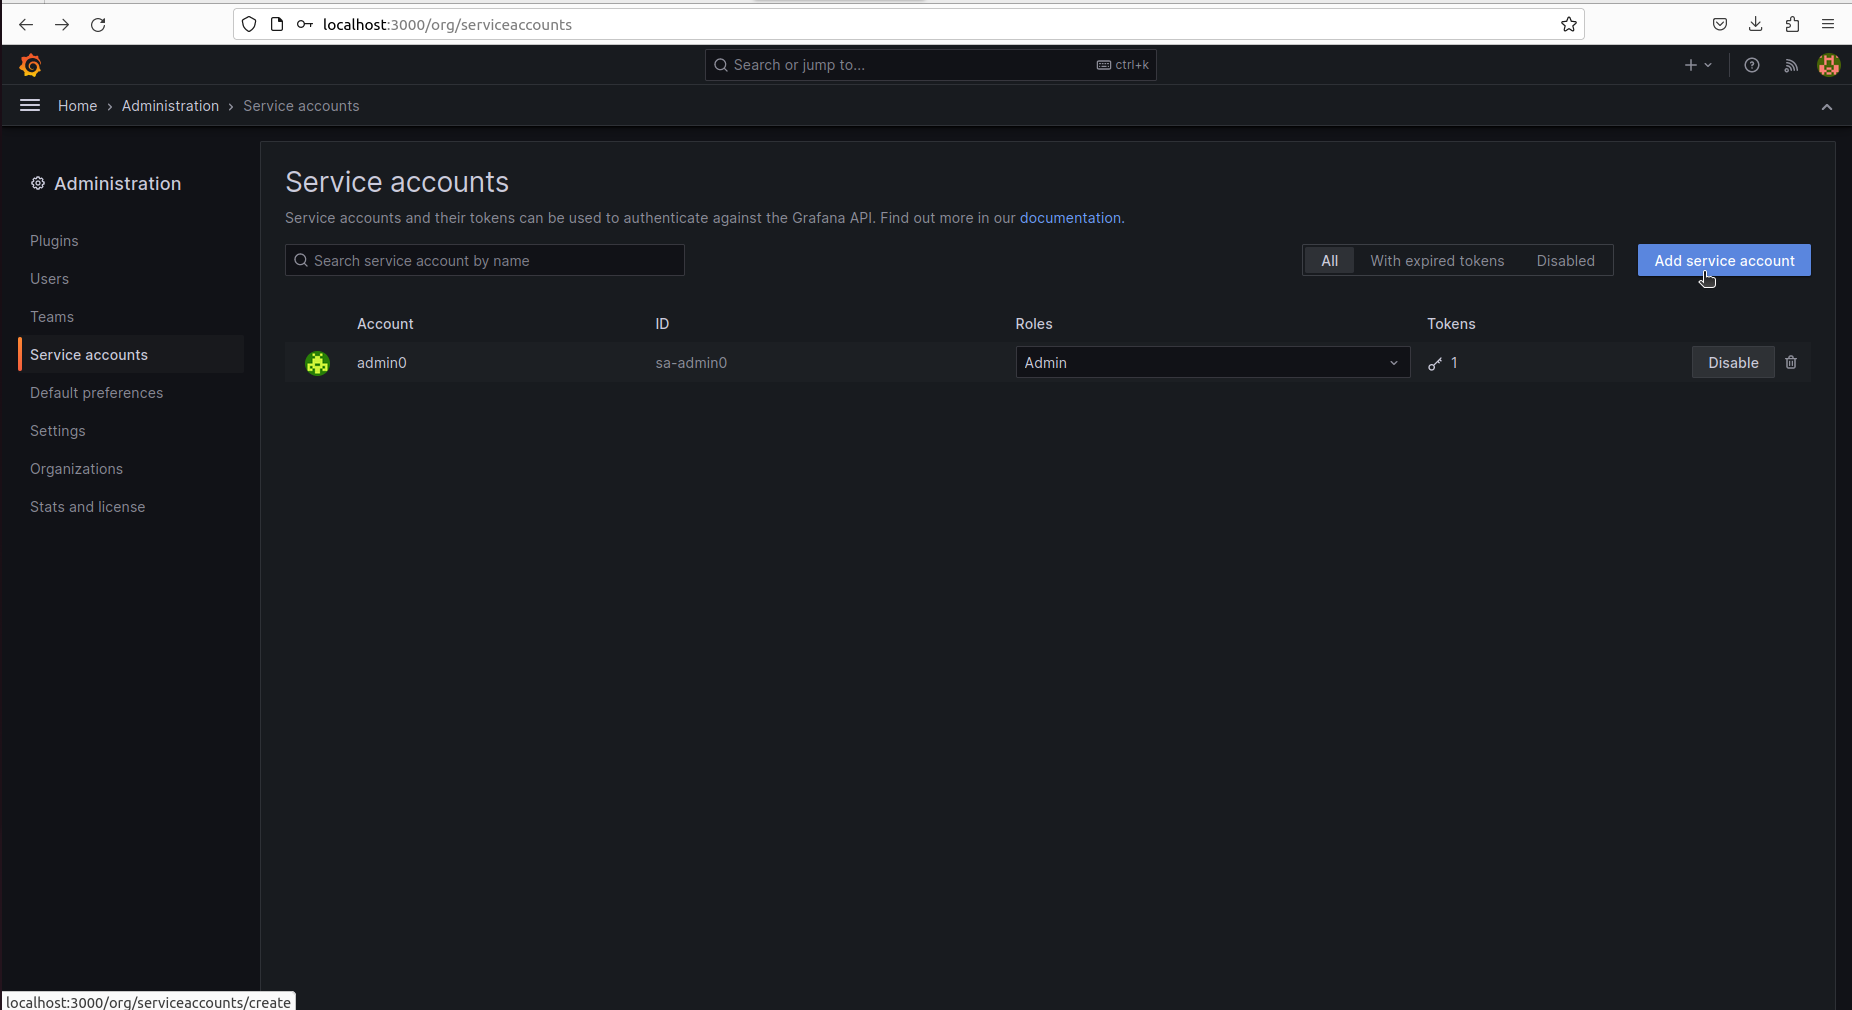 localhost:3000/org/serviceaccounts
Search or jump to... ctrl+k
Home › Administration › Service accounts
Administration
Plugins
Users
Teams
Service accounts
Default preferences
Settings
Organizations
Stats and license
Service accounts
Service accounts and their tokens can be used to authenticate against the Grafana API. Find out more in our documentation.
Search service account by name
All With expired tokens Disabled Add service account
Account ID Roles Tokens
admin0 sa-admin0 Admin 1 Disable
localhost:3000/org/serviceaccounts/create